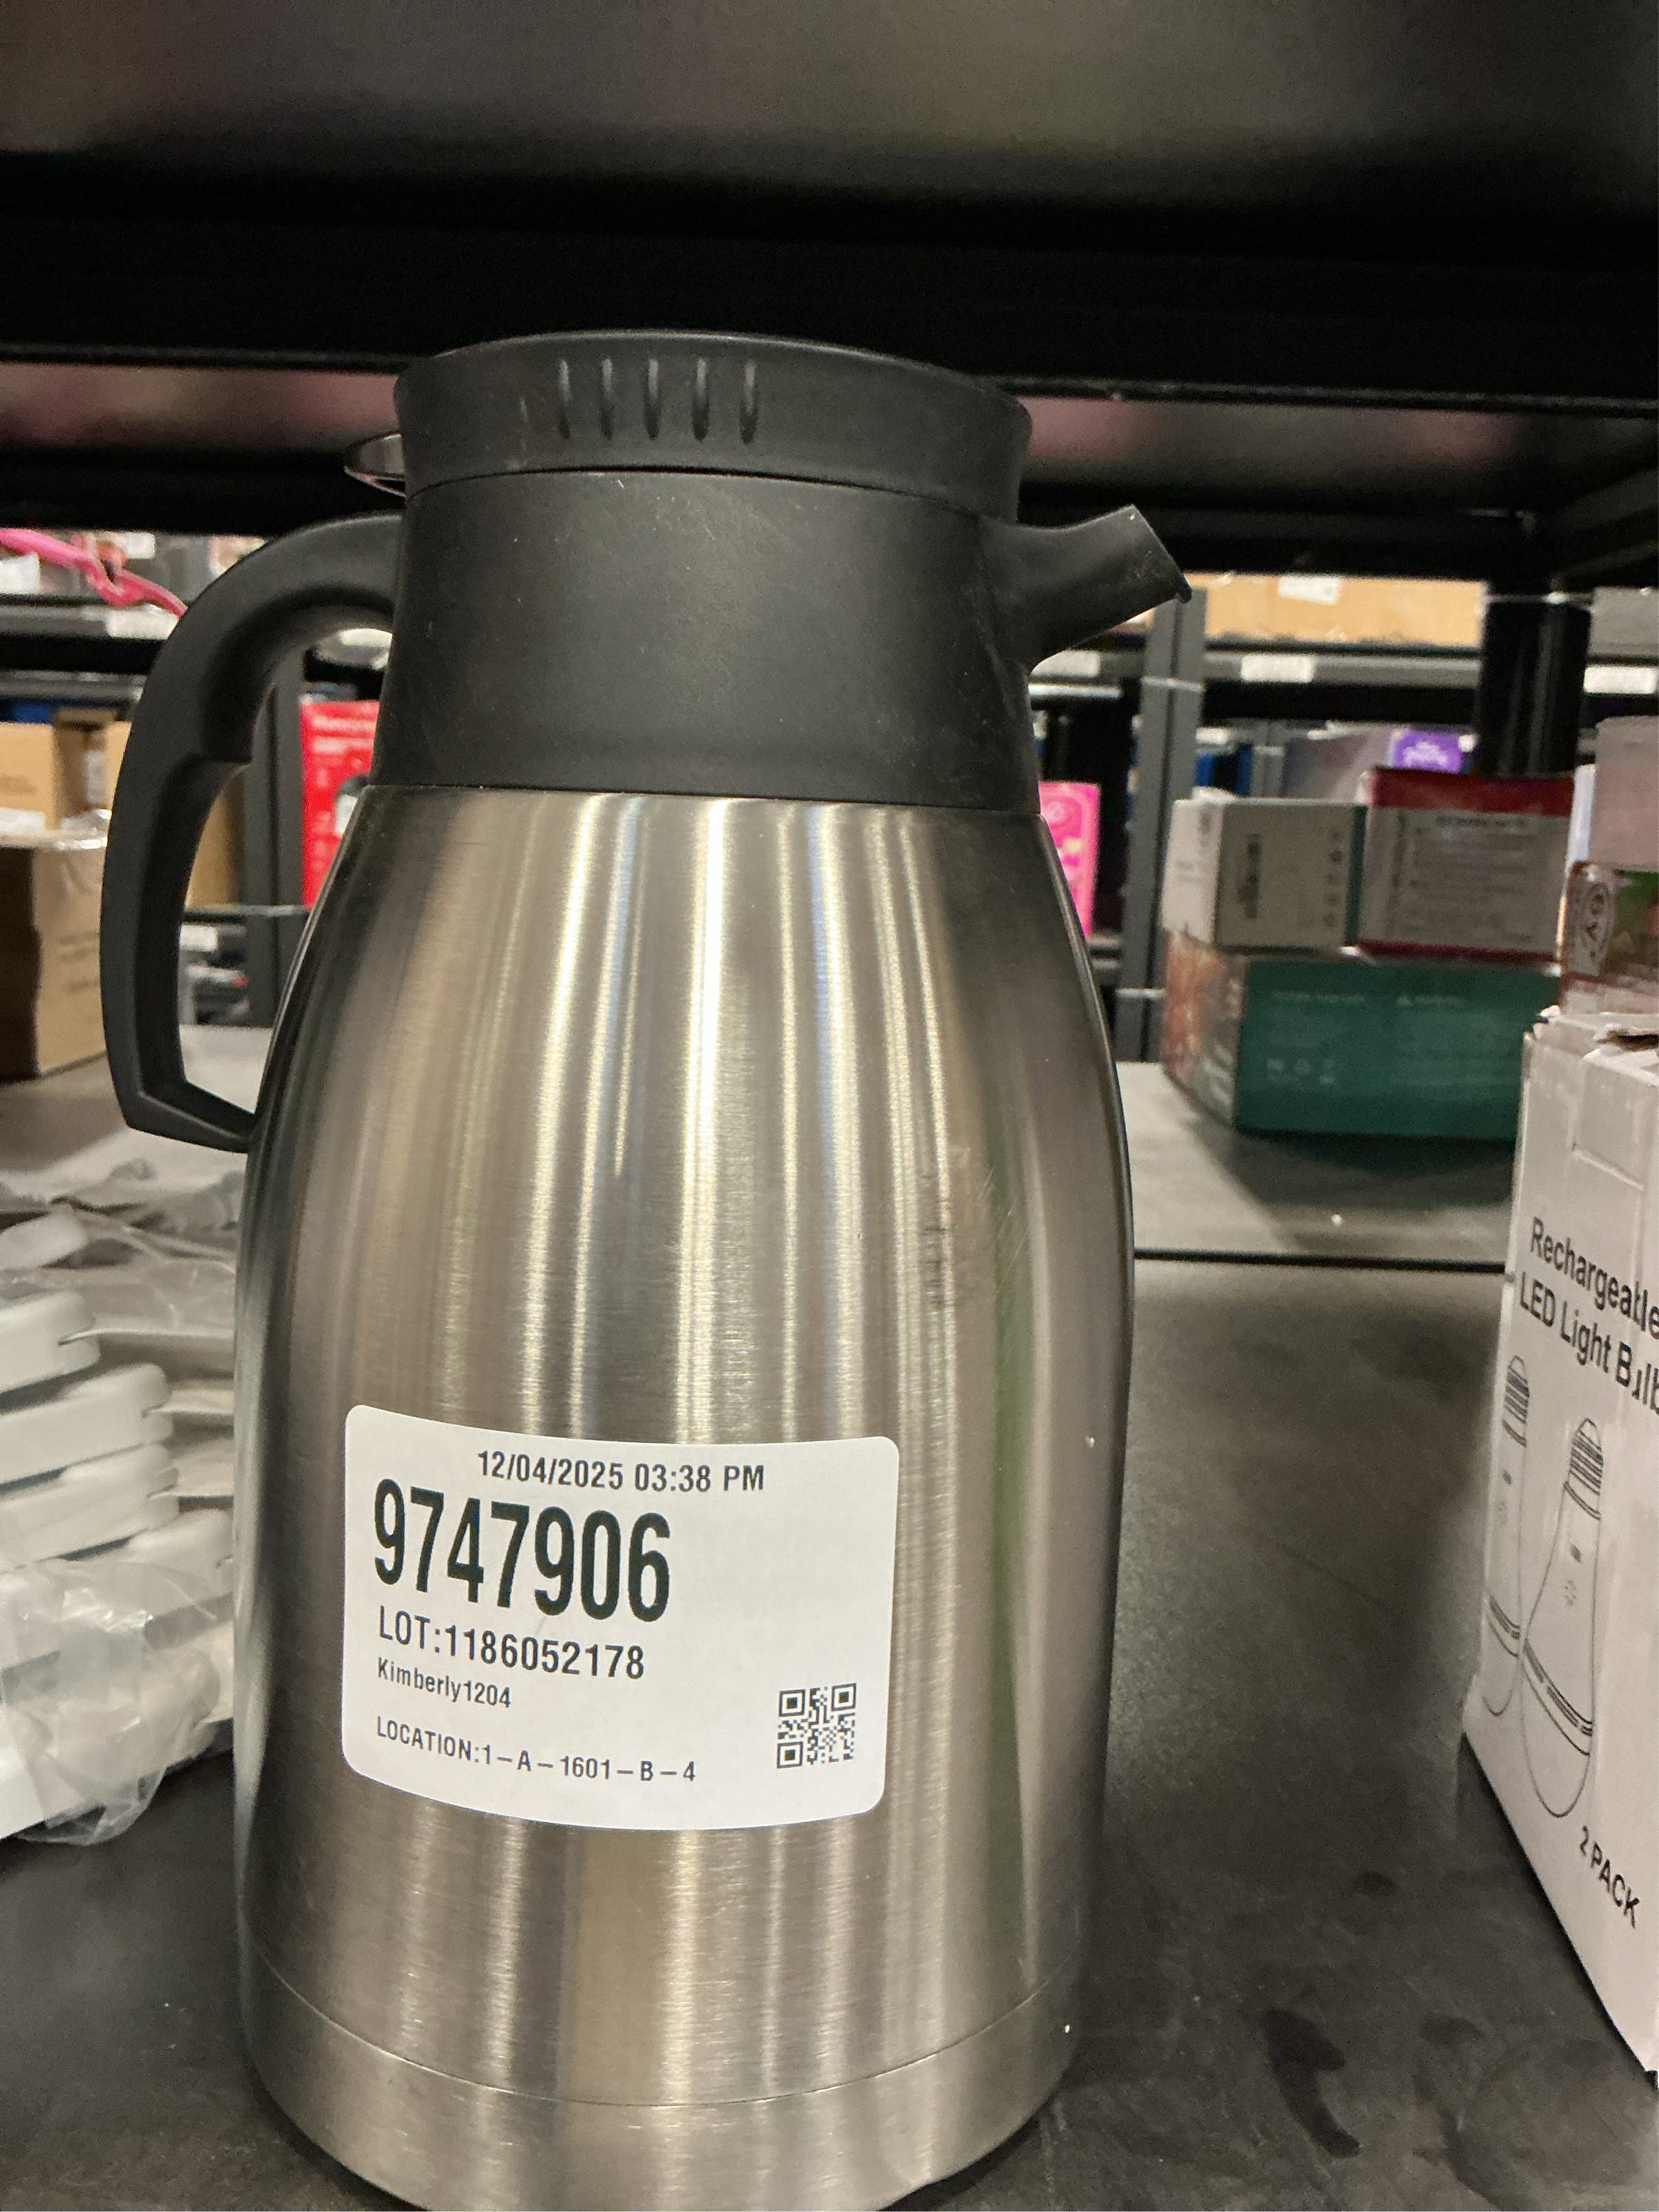 12/04/2025 03:38 PM
9747906
LOT:1186052178
Kimberly1204
LOCATION:1-A-1601-B-4
Rechargeable
LED Light Bulb
2 PACK